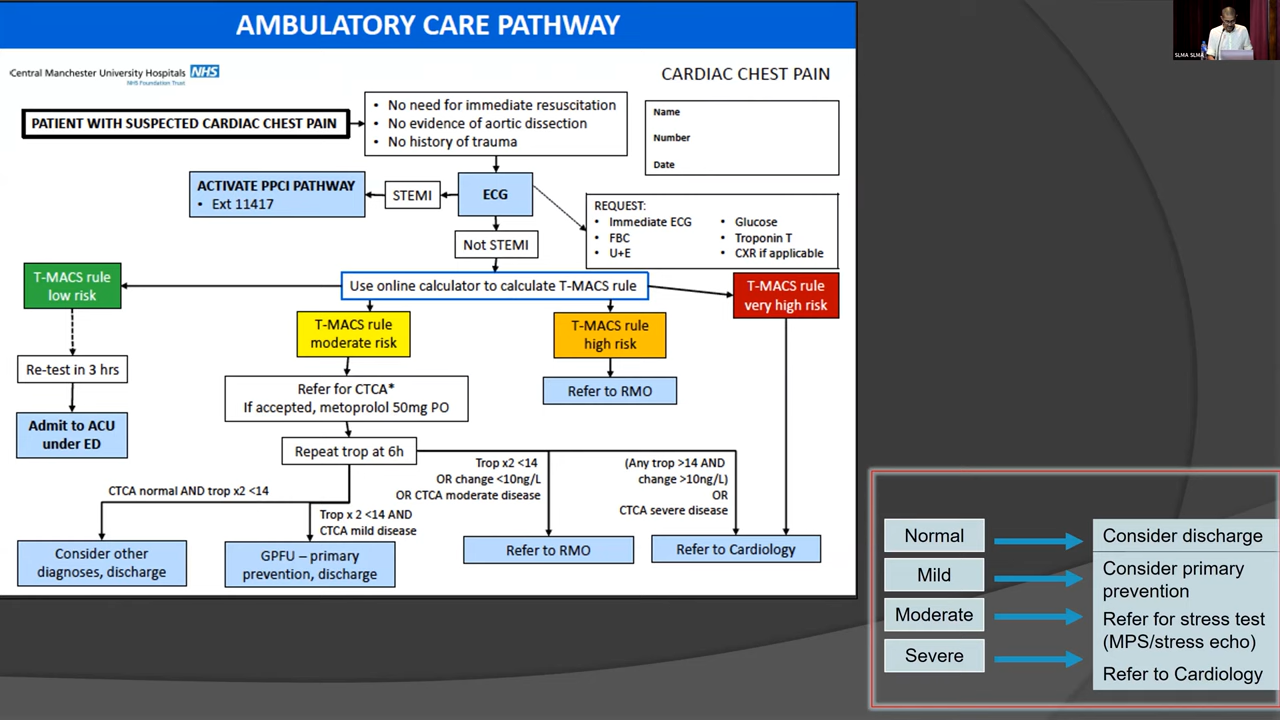 AMBULATORY CARE PATHWAY
SLMA SLMA
Central Manchester University Hospitals NHS
NHS Foundation Trust
CARDIAC CHEST PAIN
PATIENT WITH SUSPECTED CARDIAC CHEST PAIN
• No need for immediate resuscitation
• No evidence of aortic dissection
• No history of trauma
Name
Number
Date
ACTIVATE PPCI PATHWAY
• Ext 11417
STEMI
ECG
Not STEMI
REQUEST:
• Immediate ECG
• FBC
• U+E
• Glucose
• Troponin T
• CXR if applicable
T-MACS rule
low risk
Use online calculator to calculate T-MACS rule
T-MACS rule
very high risk
T-MACS rule
moderate risk
T-MACS rule
high risk
Re-test in 3 hrs
Refer for CTCA*
If accepted, metoprolol 50mg PO
Refer to RMO
Admit to ACU
under ED
Repeat trop at 6h
CTCA normal AND trop x2 <14
Trop x 2 <14 AND
CTCA mild disease
Trop x2 <14
OR change <10ng/L
OR CTCA moderate disease
(Any trop >14 AND
change >10ng/L)
OR
CTCA severe disease
Consider other
diagnoses, discharge
GPFU – primary
prevention, discharge
Refer to RMO
Refer to Cardiology
Normal
Consider discharge
Mild
Consider primary
prevention
Moderate
Refer for stress test
(MPS/stress echo)
Severe
Refer to Cardiology